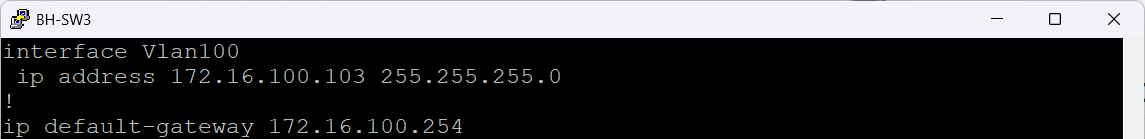 BH-SW3
interface Vlan100
 ip address 172.16.100.103 255.255.255.0
!
ip default-gateway 172.16.100.254